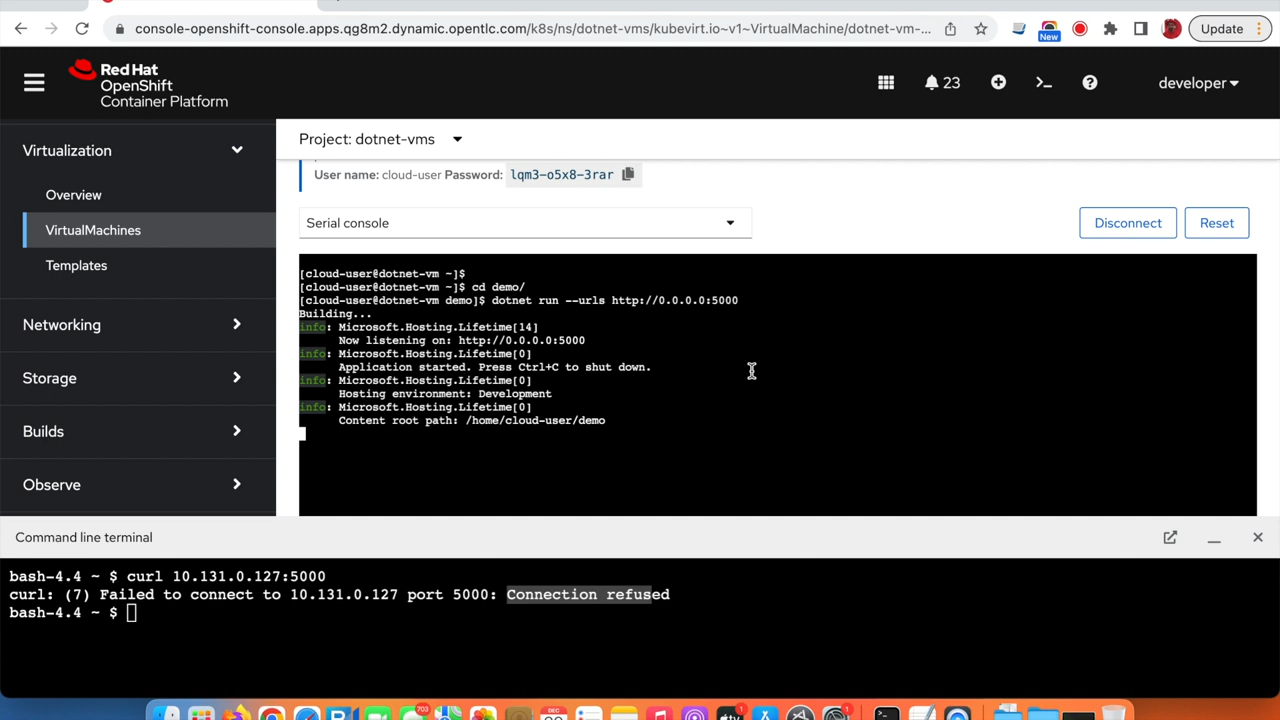 console-openshift-console.apps.qg8m2.dynamic.opentlc.com/k8s/ns/dotnet-vms/kubevirt.io~v1~VirtualMachine/dotnet-vm-...
New
Update
Red Hat
OpenShift
Container Platform
23
developer
Virtualization
Overview
VirtualMachines
Templates
Networking
Storage
Builds
Observe
Project: dotnet-vms
User name: cloud-user Password: lqm3-o5x8-3rar
Serial console
Disconnect
Reset
[cloud-user@dotnet-vm ~]$
[cloud-user@dotnet-vm ~]$ cd demo/
[cloud-user@dotnet-vm demo]$ dotnet run --urls http://0.0.0.0:5000
Building...
info: Microsoft.Hosting.Lifetime[14]
Now listening on: http://0.0.0.0:5000
info: Microsoft.Hosting.Lifetime[0]
Application started. Press Ctrl+C to shut down.
info: Microsoft.Hosting.Lifetime[0]
Hosting environment: Development
info: Microsoft.Hosting.Lifetime[0]
Content root path: /home/cloud-user/demo
Command line terminal
bash-4.4 ~ $ curl 10.131.0.127:5000
curl: (7) Failed to connect to 10.131.0.127 port 5000: Connection refused
bash-4.4 ~ $
703
DEC
1
1